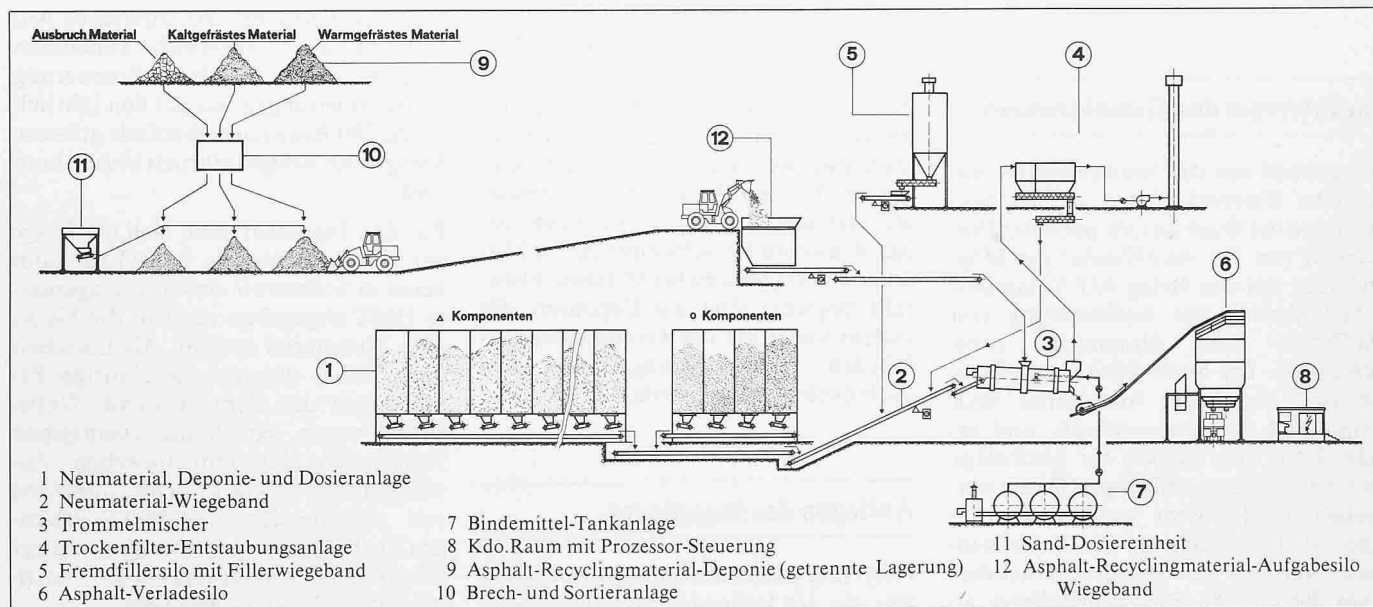 Ausbruch Material Kaltgefrästes Material Warmgefrästes Material
9
5
4
12
11
10
6
△ Komponenten ○ Komponenten
1
2
3
8
7
1 Neumaterial, Deponie- und Dosieranlage
2 Neumaterial-Wiegeband
3 Trommelmischer
4 Trockenfilter-Entstaubungsanlage
5 Fremdfillersilo mit Fillerwiegeband
6 Asphalt-Verladesilo
7 Bindemittel-Tankanlage
8 Kdo.Raum mit Prozessor-Steuerung
9 Asphalt-Recyclingmaterial-Deponie (getrennte Lagerung)
10 Brech- und Sortieranlage
11 Sand-Dosiereinheit
12 Asphalt-Recyclingmaterial-Aufgabesilo
Wiegeband